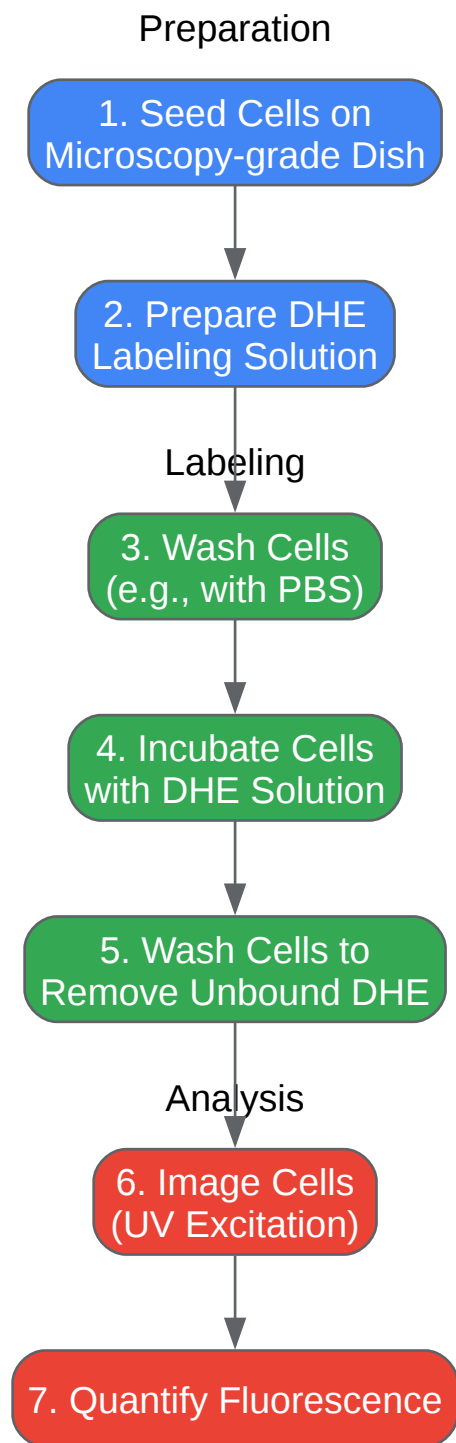 Preparation
1. Seed Cells on
Microscopy-grade Dish
2. Prepare DHE
Labeling Solution
Labeling
3. Wash Cells
(e.g., with PBS)
4. Incubate Cells
with DHE Solution
5. Wash Cells to
Remove Unbound DHE
Analysis
6. Image Cells
(UV Excitation)
7. Quantify Fluorescence